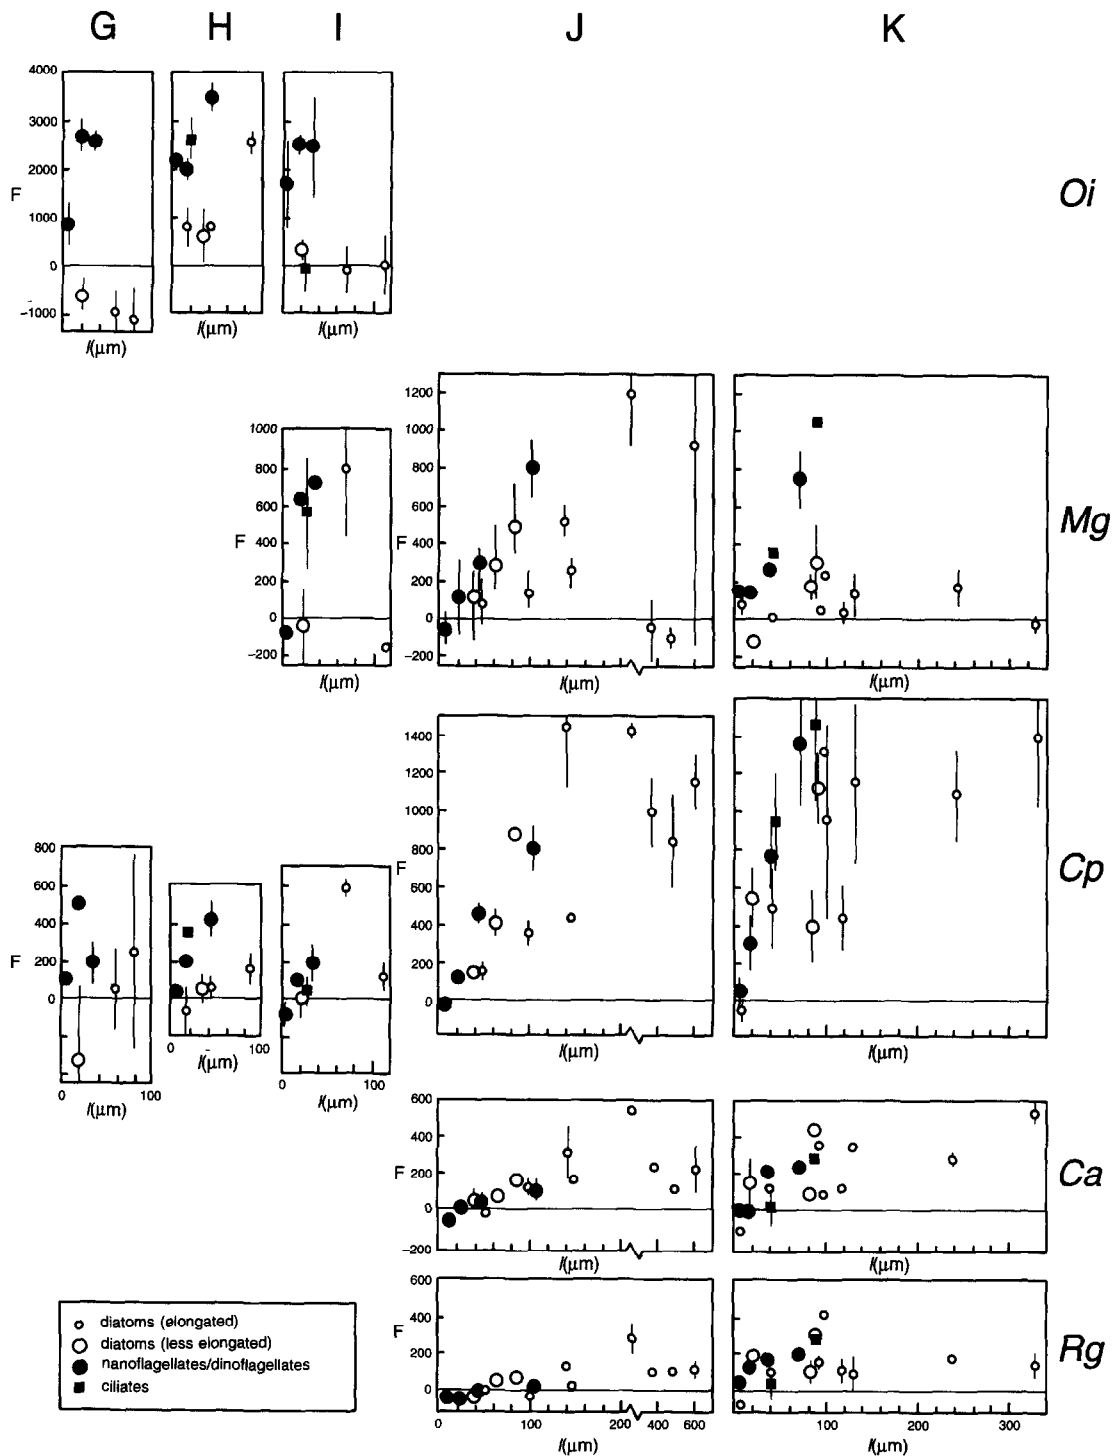 G H I J K
4000
3000
2000
1000
0
-1000
F
l(μm) l(μm) l(μm)
Oi
1000
800
600
400
200
0
-200
F
l(μm)
1200
1000
800
600
400
200
0
-200
F
l(μm) l(μm)
Mg
800
600
400
200
0
F
0 100
l(μm)
0 100
l(μm)
0 100
l(μm)
1400
1200
1000
800
600
400
200
0
F
l(μm) l(μm)
Cp
600
400
200
0
-200
F
l(μm) l(μm)
Ca
600
400
200
0
F
0 100 200 400 600
l(μm)
0 100 200 300
l(μm)
Rg
diatoms (elongated)
diatoms (less elongated)
nanoflagellates/dinoflagellates
ciliates